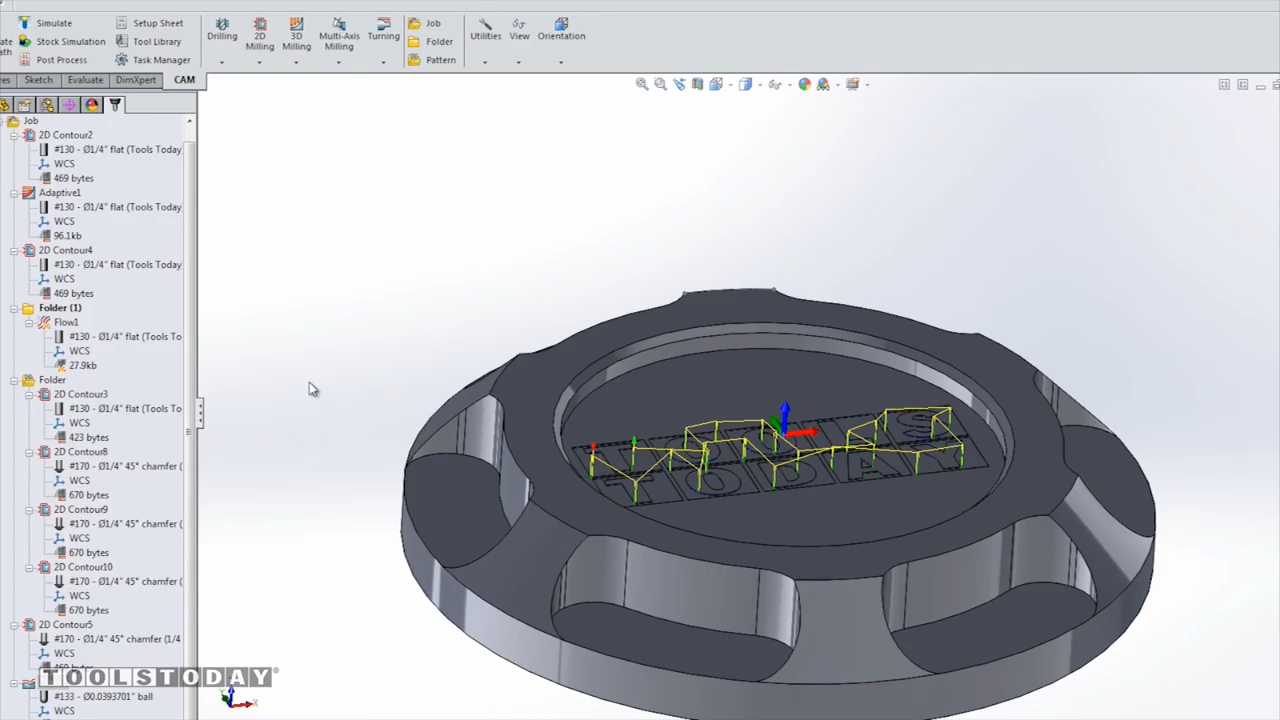 Simulate
Setup Sheet
Stock Simulation
Tool Library
Post Process
Task Manager
Drilling
2D Milling
3D Milling
Multi-Axis Milling
Turning
Job
Folder
Pattern
Utilities
View
Orientation
Sketch
Evaluate
DimXpert
CAM
Job
2D Contour2
#130 - Ø1/4" flat (Tools Today
WCS
469 bytes
Adaptive1
#130 - Ø1/4" flat (Tools Today
WCS
96.1kb
2D Contour4
#130 - Ø1/4" flat (Tools Today
WCS
469 bytes
Folder (1)
Flow1
#130 - Ø1/4" flat (Tools To
WCS
27.9kb
Folder
2D Contour3
#130 - Ø1/4" flat (Tools To
WCS
423 bytes
2D Contour8
#170 - Ø1/4" 45° chamfer (
WCS
670 bytes
2D Contour9
#170 - Ø1/4" 45° chamfer (
WCS
670 bytes
2D Contour10
#170 - Ø1/4" 45° chamfer (
WCS
670 bytes
2D Contour5
#170 - Ø1/4" 45° chamfer (1/4
WCS
469 bytes
#133 - Ø0.0393701" ball
WCS
TOOLSTODAY®
TOOLS
TODAY